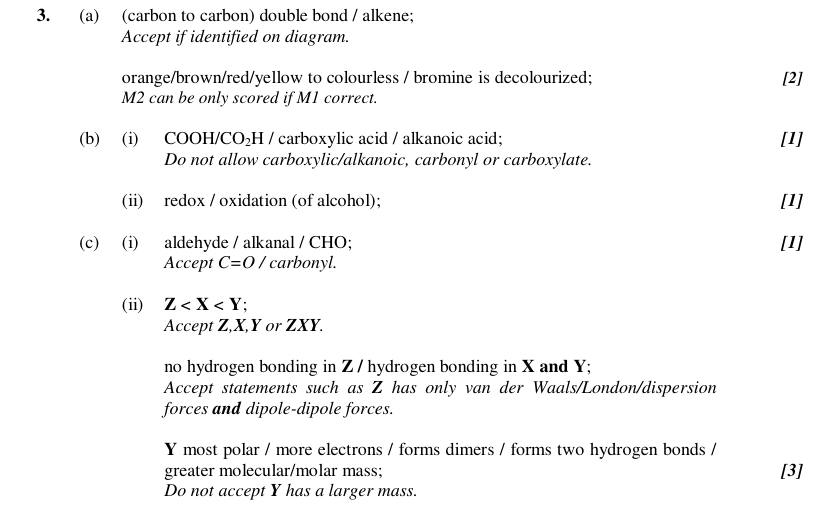 3. (a) (carbon to carbon) double bond / alkene;
Accept if identified on diagram.
orange/brown/red/yellow to colourless / bromine is decolourized; [2]
M2 can be only scored if M1 correct.
(b) (i) COOH/CO₂H / carboxylic acid / alkanoic acid; [1]
Do not allow carboxylic/alkanoic, carbonyl or carboxylate.
(ii) redox / oxidation (of alcohol); [1]
(c) (i) aldehyde / alkanal / CHO; [1]
Accept C=O / carbonyl.
(ii) Z < X < Y;
Accept Z,X,Y or ZXY.
no hydrogen bonding in Z / hydrogen bonding in X and Y;
Accept statements such as Z has only van der Waals/London/dispersion
forces and dipole-dipole forces.
Y most polar / more electrons / forms dimers / forms two hydrogen bonds /
greater molecular/molar mass; [3]
Do not accept Y has a larger mass.